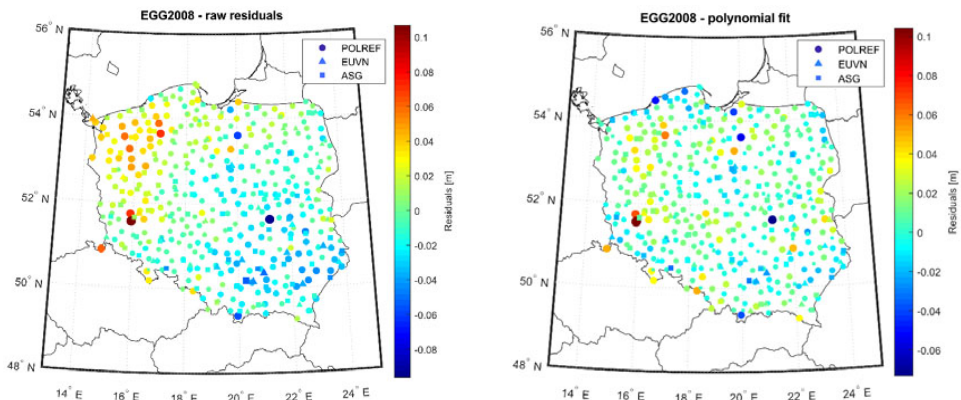 EGG2008 - raw residuals
56° N
54° N
52° N
50° N
48° N
14° E
16° E
18° E
20° E
22° E
24° E
POLREF
EUVN
ASG
0.1
0.08
0.06
0.04
0.02
0
-0.02
-0.04
-0.06
-0.08
Residuals [m]
EGG2008 - polynomial fit
56° N
54° N
52° N
50° N
48° N
14° E
16° E
18° E
20° E
22° E
24° E
POLREF
EUVN
ASG
0.1
0.08
0.06
0.04
0.02
0
-0.02
-0.04
-0.06
Residuals [m]